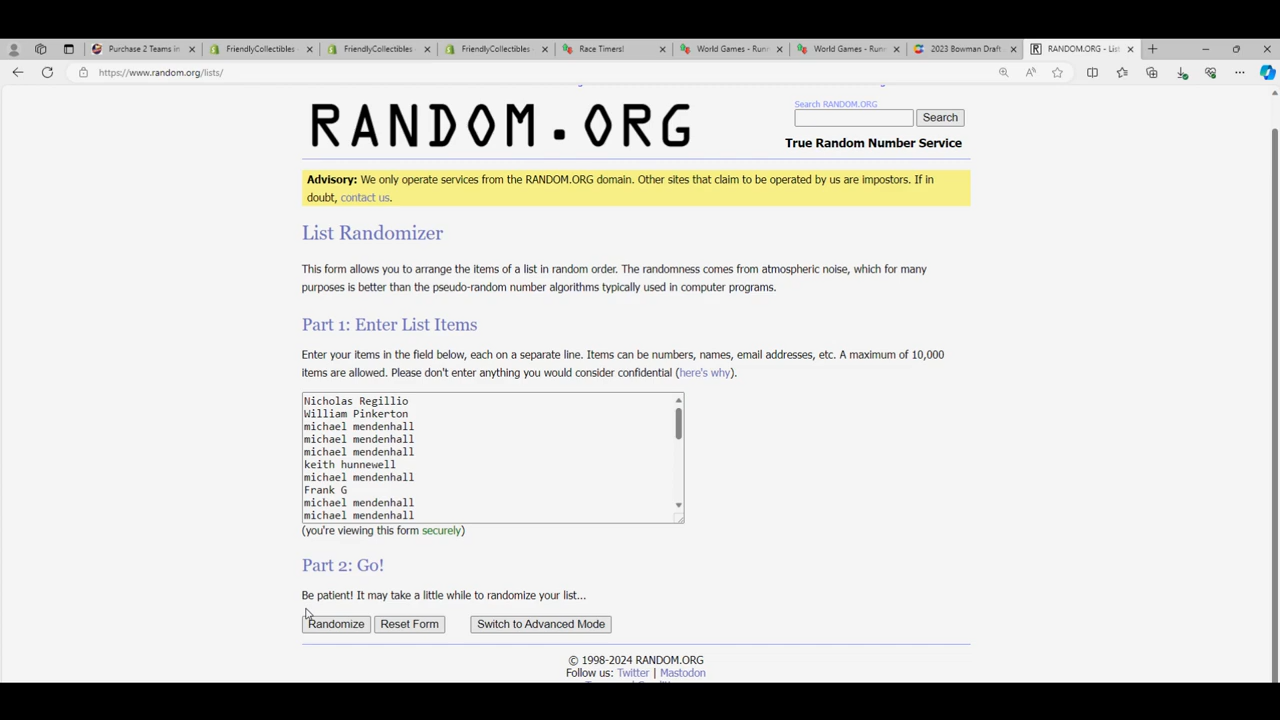 Purchase 2 Teams in
FriendlyCollectibles
FriendlyCollectibles
FriendlyCollectibles
Race Timers!
World Games - Run
World Games - Run
2023 Bowman Draft
RANDOM.ORG - List
https://www.random.org/lists/
RANDOM.ORG
Search RANDOM.ORG
Search
True Random Number Service
Advisory: We only operate services from the RANDOM.ORG domain. Other sites that claim to be operated by us are impostors. If in
doubt, contact us.
List Randomizer
This form allows you to arrange the items of a list in random order. The randomness comes from atmospheric noise, which for many
purposes is better than the pseudo-random number algorithms typically used in computer programs.
Part 1: Enter List Items
Enter your items in the field below, each on a separate line. Items can be numbers, names, email addresses, etc. A maximum of 10,000
items are allowed. Please don't enter anything you would consider confidential (here's why).
Nicholas Regillio
William Pinkerton
michael mendenhall
michael mendenhall
michael mendenhall
keith hunnewell
michael mendenhall
Frank G
michael mendenhall
michael mendenhall
(you're viewing this form securely)
Part 2: Go!
Be patient! It may take a little while to randomize your list...
Randomize
Reset Form
Switch to Advanced Mode
© 1998-2024 RANDOM.ORG
Follow us: Twitter | Mastodon